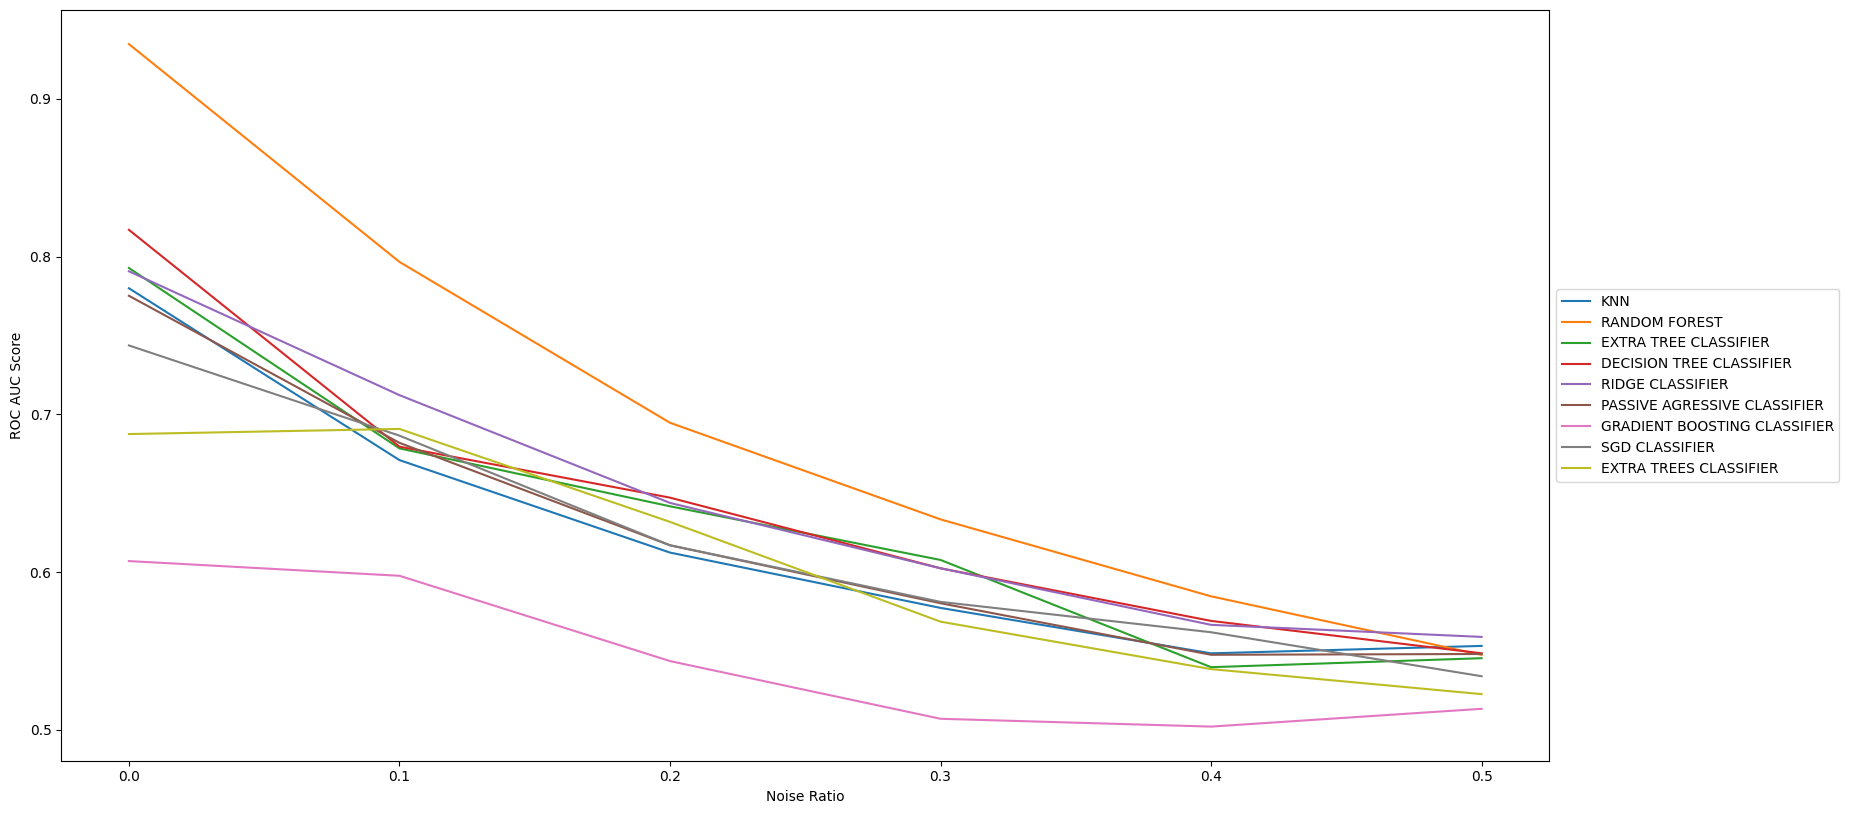 ROC AUC Score
0.9
0.8
0.7
0.6
0.5
0.0
0.1
0.2
0.3
0.4
0.5
Noise Ratio
KNN
RANDOM FOREST
EXTRA TREE CLASSIFIER
DECISION TREE CLASSIFIER
RIDGE CLASSIFIER
PASSIVE AGRESSIVE CLASSIFIER
GRADIENT BOOSTING CLASSIFIER
SGD CLASSIFIER
EXTRA TREES CLASSIFIER